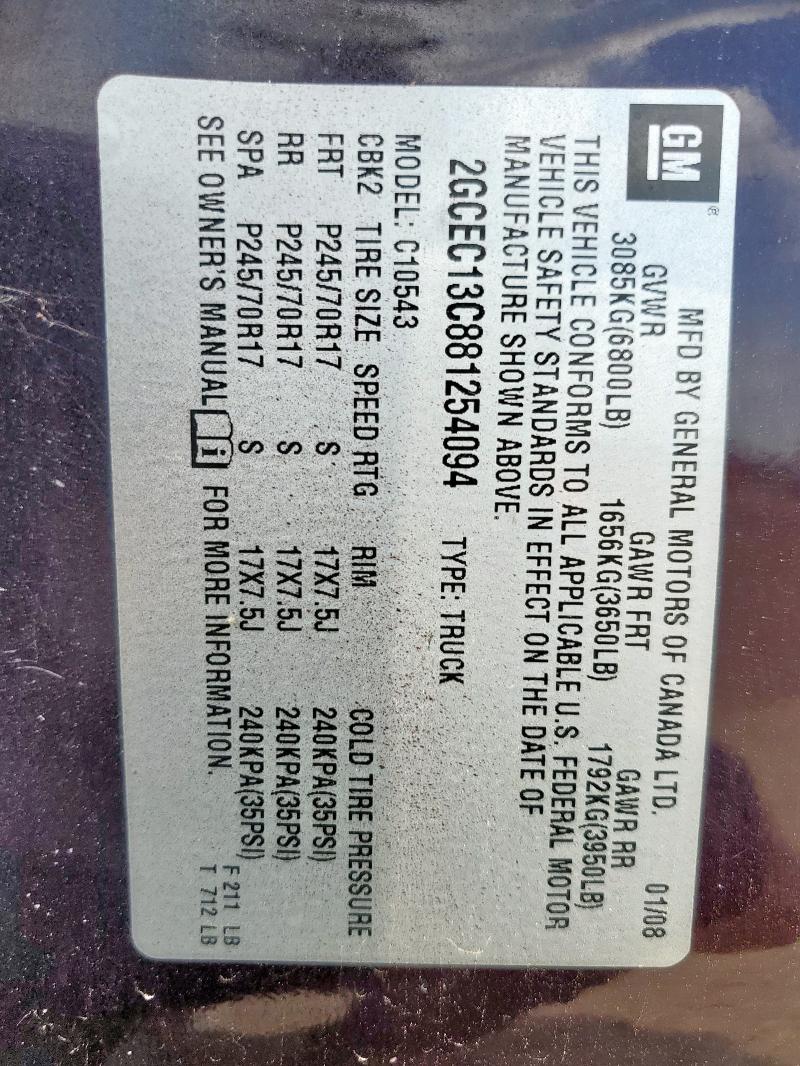 GM®
MFD BY GENERAL MOTORS OF CANADA LTD. 01/08
GVWR GAWR FRT GAWR RR
3085KG(6800LB) 1656KG(3650LB) 1792KG(3950LB)
THIS VEHICLE CONFORMS TO ALL APPLICABLE U.S. FEDERAL MOTOR
VEHICLE SAFETY STANDARDS IN EFFECT ON THE DATE OF
MANUFACTURE SHOWN ABOVE.
2GCEC13C881254094 TYPE: TRUCK
MODEL: C10543
CBK2 TIRE SIZE SPEED RTG RIM COLD TIRE PRESSURE
FRT P245/70R17 S 17X7.5J 240KPA(35PSI)
RR P245/70R17 S 17X7.5J 240KPA(35PSI)
SPA P245/70R17 S 17X7.5J 240KPA(35PSI)
SEE OWNER'S MANUAL i FOR MORE INFORMATION.
F 211 LB
T 712 LB